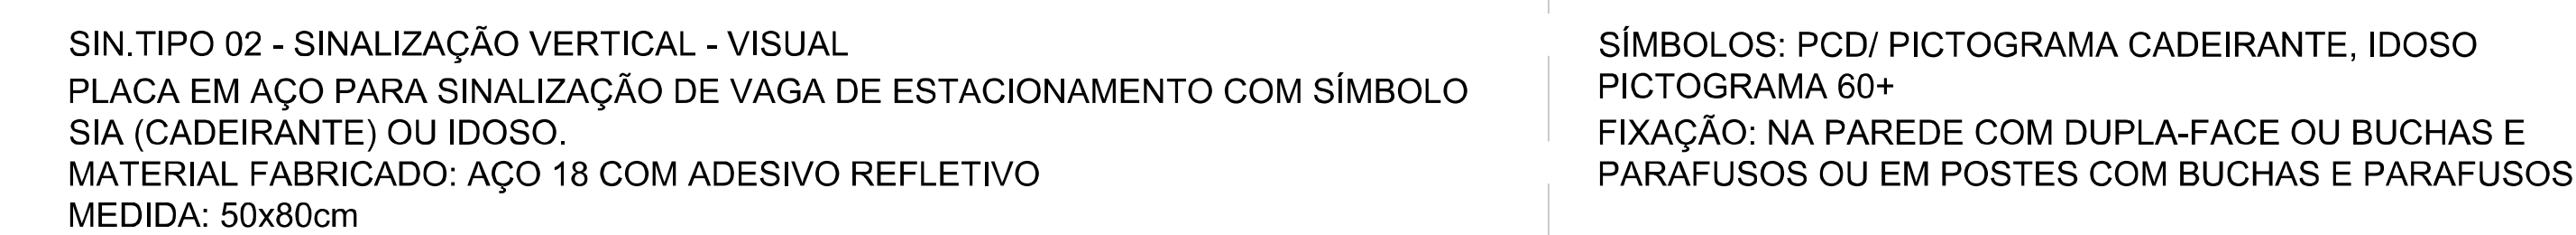 SIN.TIPO 02 - SINALIZAÇÃO VERTICAL - VISUAL
PLACA EM AÇO PARA SINALIZAÇÃO DE VAGA DE ESTACIONAMENTO COM SÍMBOLO
SIA (CADEIRANTE) OU IDOSO.
MATERIAL FABRICADO: AÇO 18 COM ADESIVO REFLETIVO
MEDIDA: 50x80cm
SÍMBOLOS: PCD/ PICTOGRAMA CADEIRANTE, IDOSO
PICTOGRAMA 60+
FIXAÇÃO: NA PAREDE COM DUPLA-FACE OU BUCHAS E
PARAFUSOS OU EM POSTES COM BUCHAS E PARAFUSOS